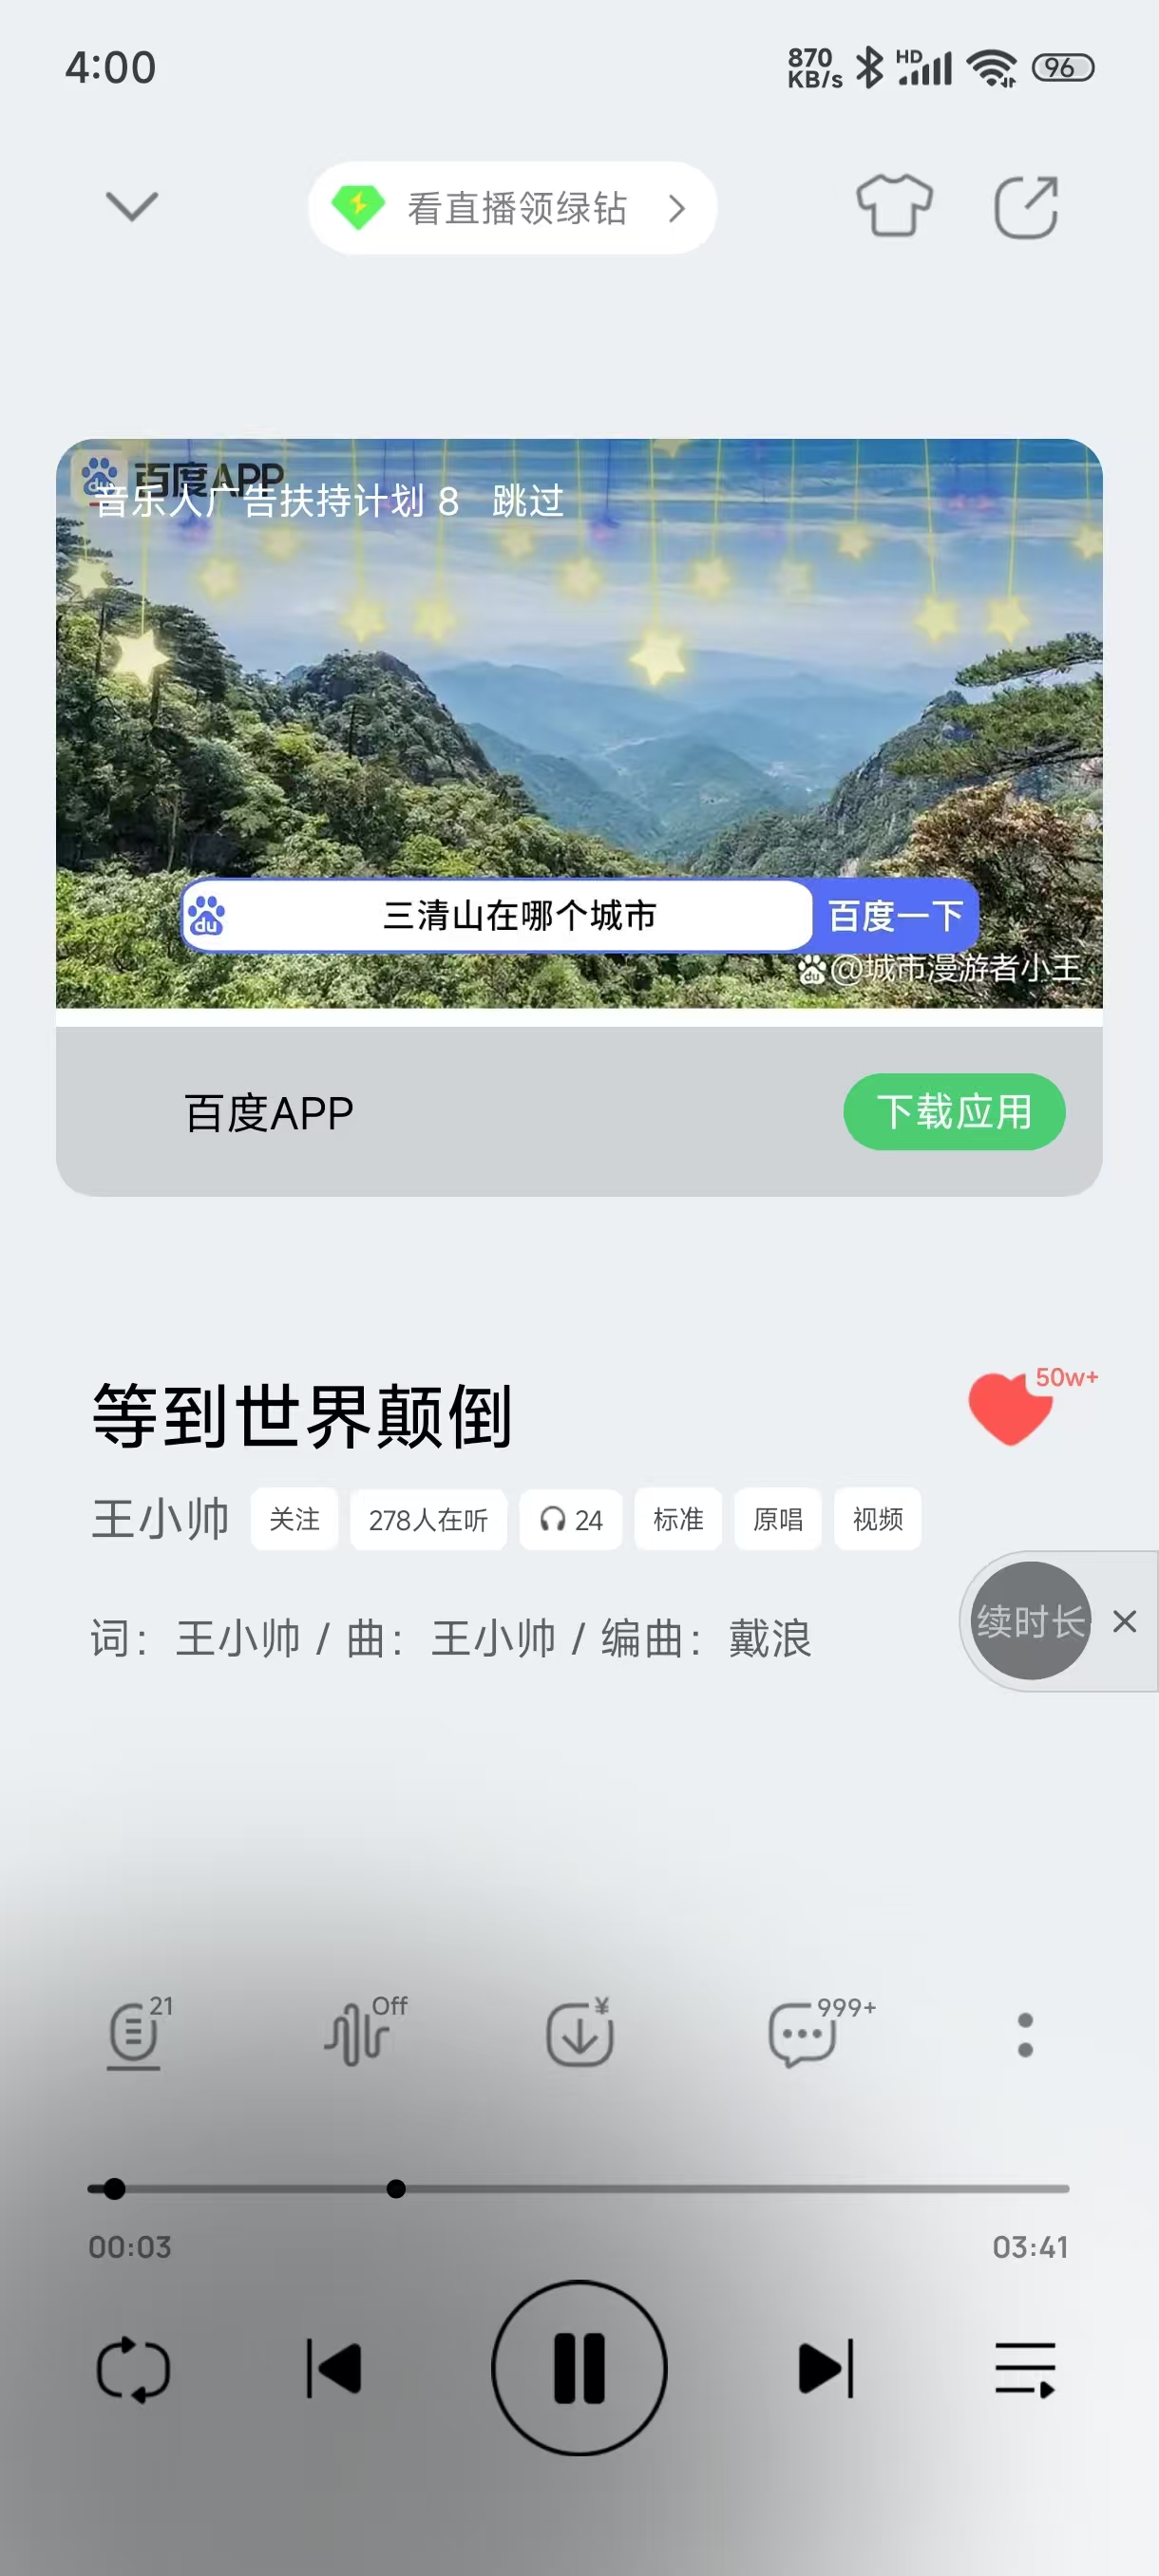 4:00
870 KB/s HD 96
看直播领绿钻
百度APP
音乐人广告扶持计划 8 跳过
du 三清山在哪个城市 百度一下
du @城市漫游者小王
百度APP 下载应用
等到世界颠倒 50w+
王小帅 关注 278人在听 24 标准 原唱 视频
续时长
词：王小帅 / 曲：王小帅 / 编曲：戴浪
21 Off ¥ 999+
00:03 03:41